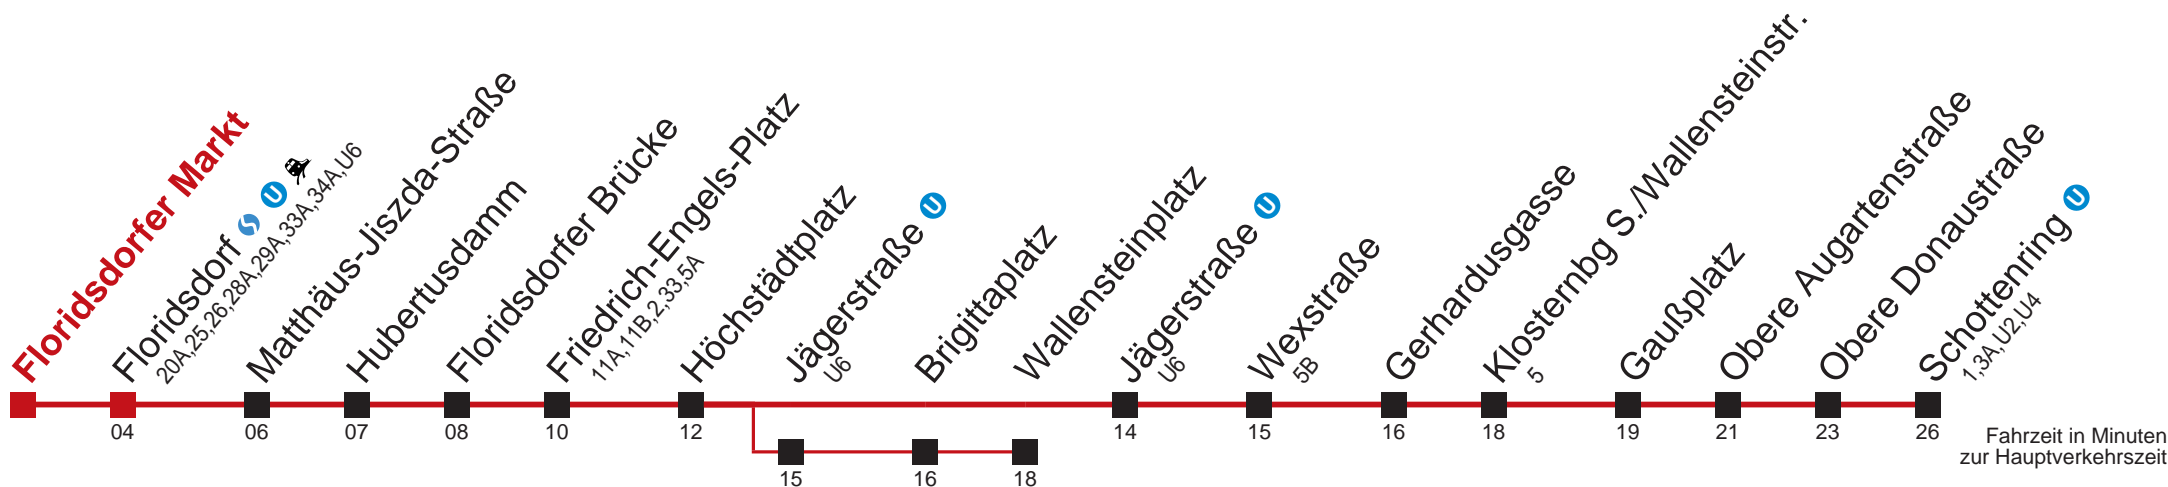 Floridsdorfer Markt
Floridsdorf U
20A,25,26,28A,29A,33A,34A,U6
Matthäus-Jiszda-Straße
Hubertusdamm
Floridsdorfer Brücke
Friedrich-Engels-Platz
11A,11B,2,33,5A
Höchstädtplatz
Jägerstraße U
U6
Brigittaplatz
Wallensteinplatz
Jägerstraße U
U6
Wexstraße
5B
Gerhardusgasse
Klosternbg S./Wallensteinstr.
5
Gaußplatz
Obere Augartenstraße
Obere Donaustraße
Schottenring U
1,3A,U2,U4
04 06 07 08 10 12 14 15 16 18 19 21 23 26
15 16 18
Fahrzeit in Minuten
zur Hauptverkehrszeit